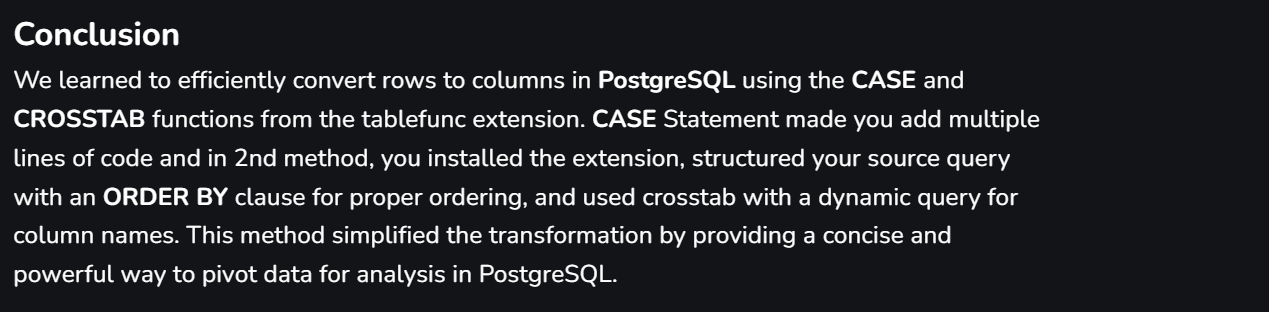 Conclusion
We learned to efficiently convert rows to columns in PostgreSQL using the CASE and
CROSSTAB functions from the tablefunc extension. CASE Statement made you add multiple
lines of code and in 2nd method, you installed the extension, structured your source query
with an ORDER BY clause for proper ordering, and used crosstab with a dynamic query for
column names. This method simplified the transformation by providing a concise and
powerful way to pivot data for analysis in PostgreSQL.